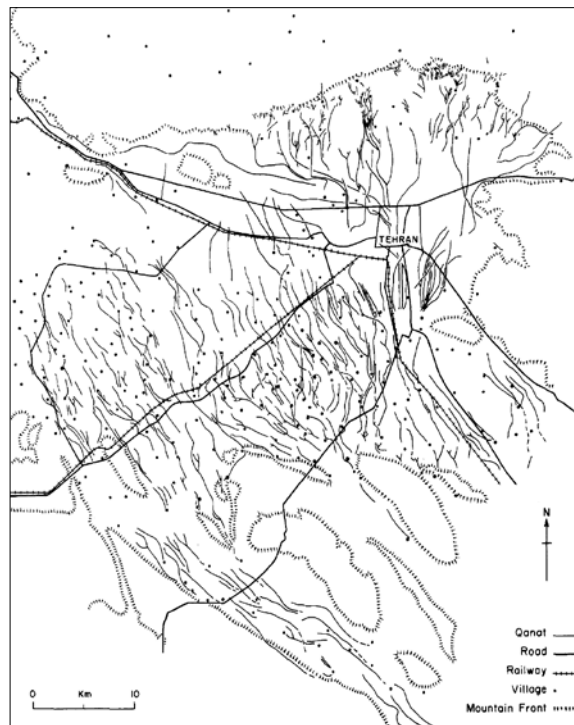 TEHRAN
N
Qanat
Road
Railway
Village
Mountain Front
0 Km 10